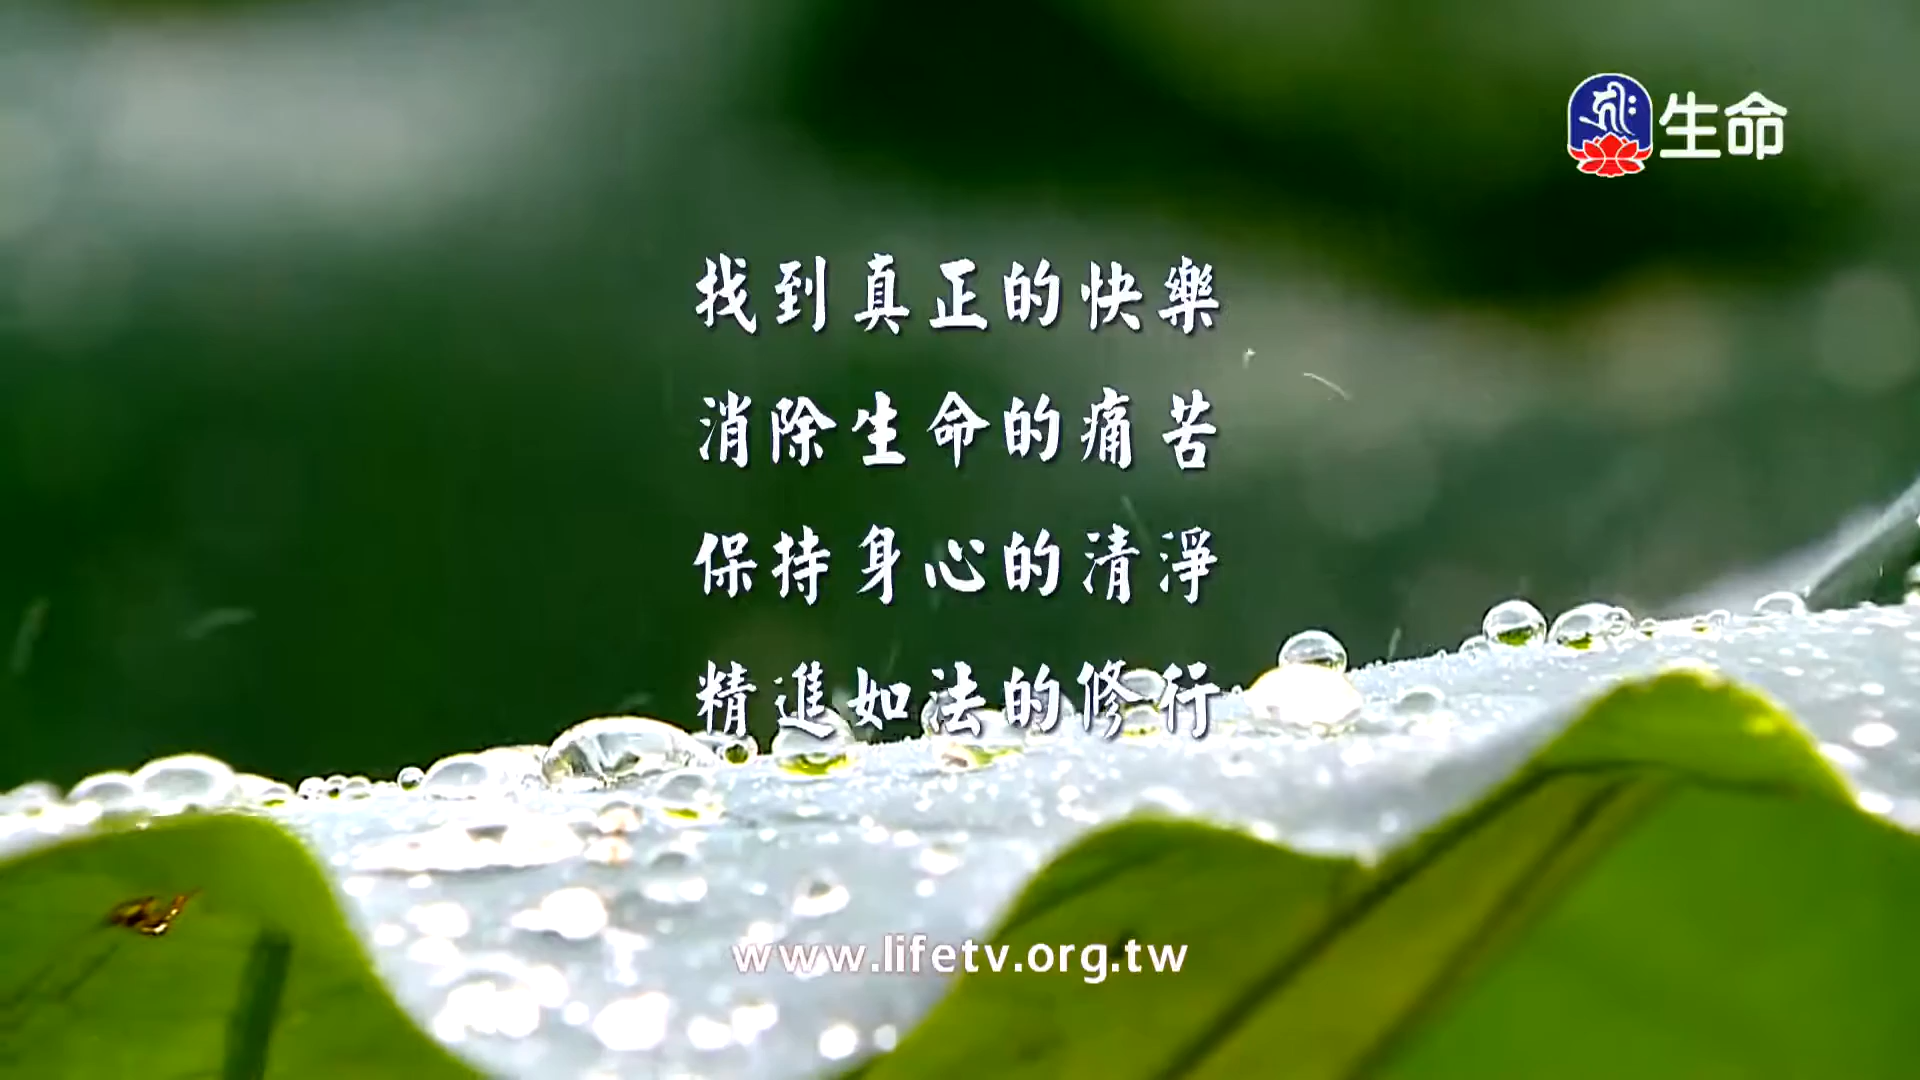 生命
找到真正的快樂
消除生命的痛苦
保持身心的清淨
精進如法的修行
www.lifetv.org.tw